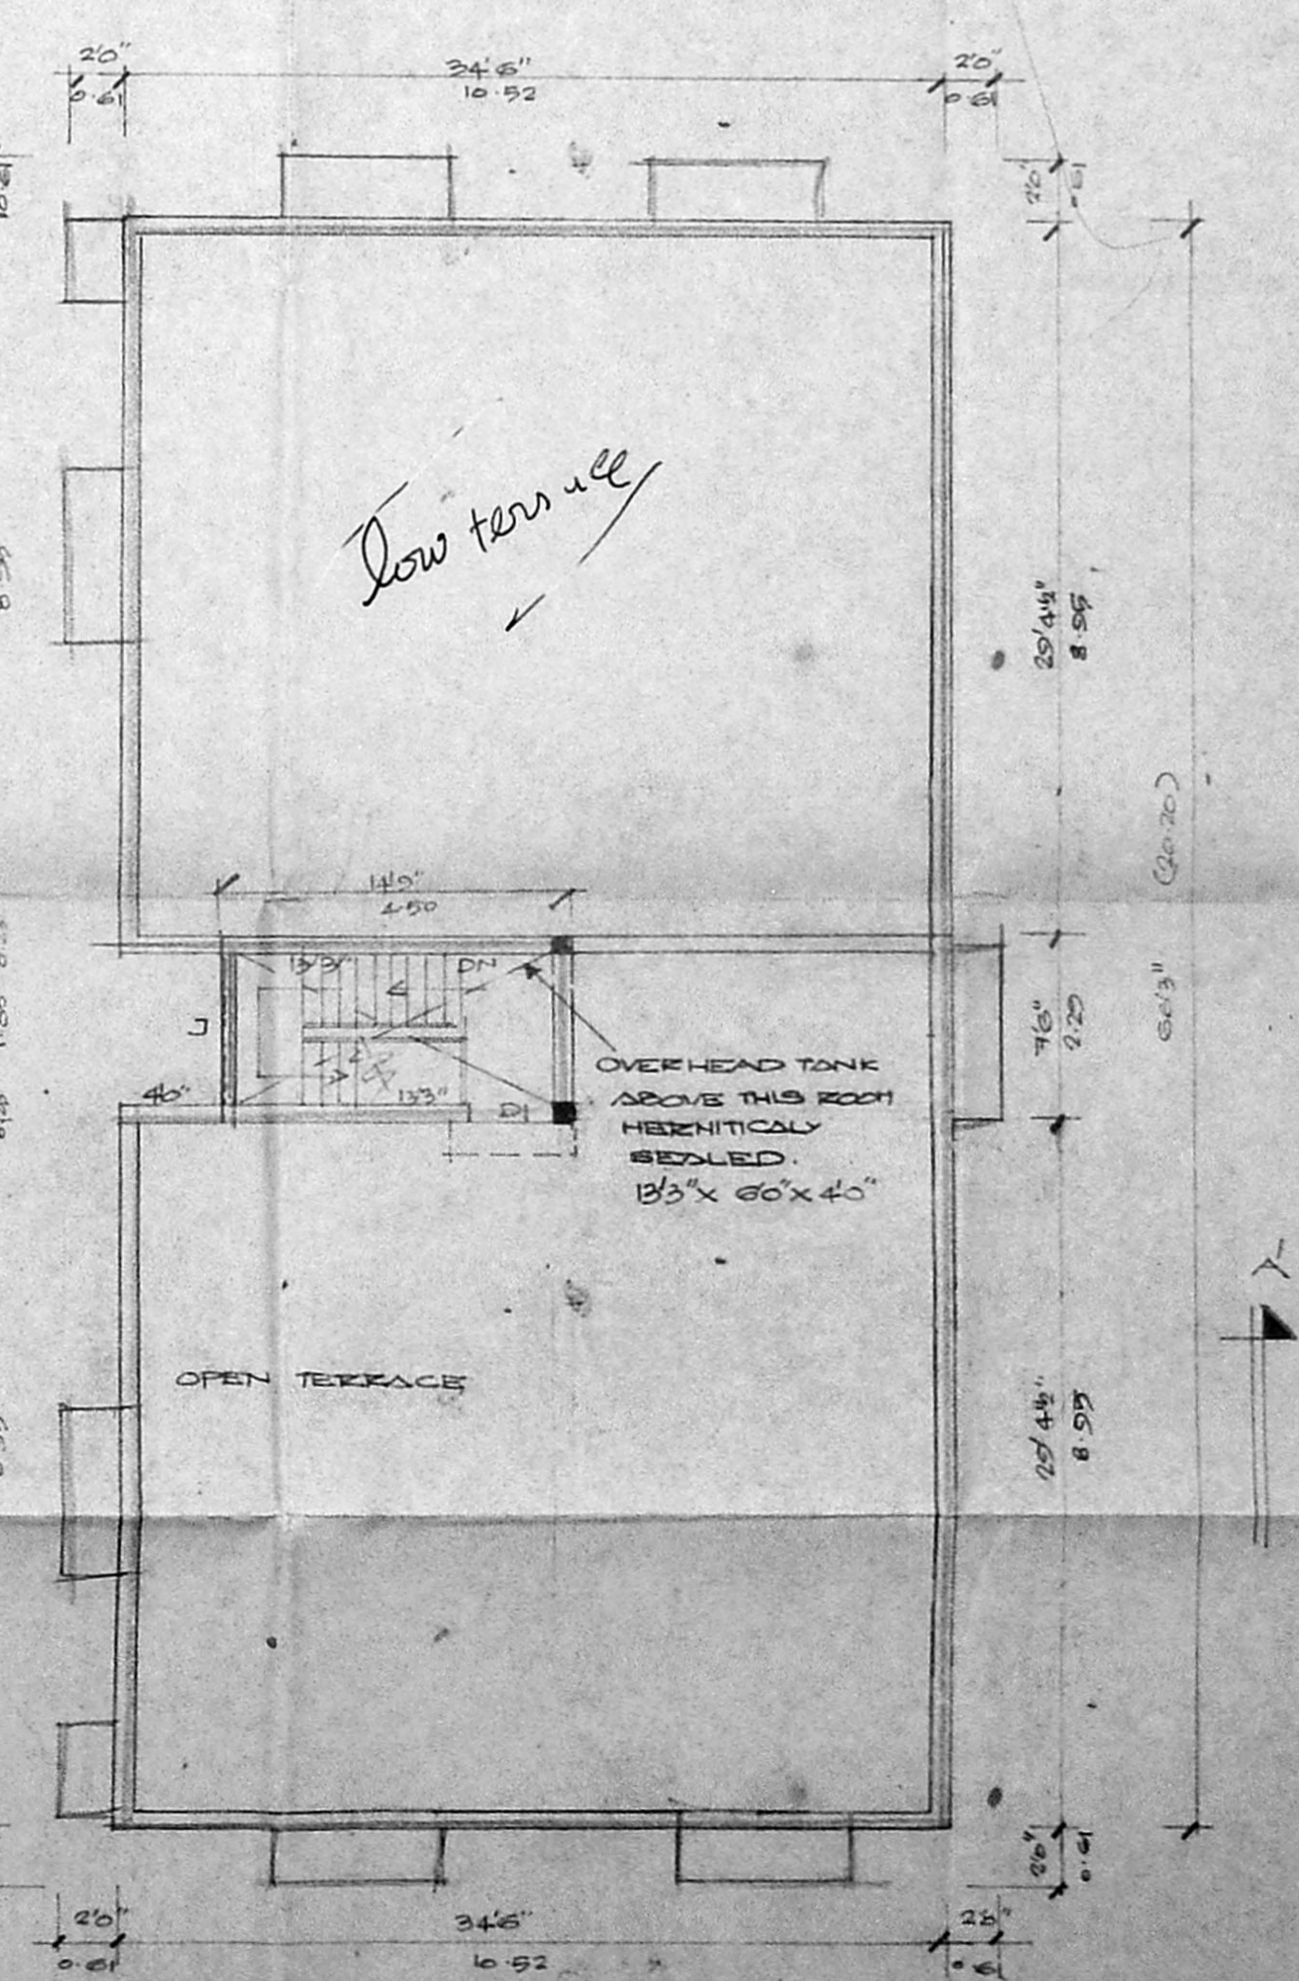 2'0"
34'6"
2'0"
0.61
10.52
0.61
2'0"
.61
low terrace
29'4½"
8.95
(20.20)
66'3"
14'9"
4.50
13'3"
DN
7'6"
2.29
OVERHEAD TANK
ABOVE THIS ROOM
HERMITICALY
SEALED.
13'3" X 6'0" X 4'0"
4'0"
13'3"
D1
A
OPEN TERRACE
29'4½"
8.95
2'0"
0.61
2'0"
34'6"
2'0"
0.61
10.52
0.61